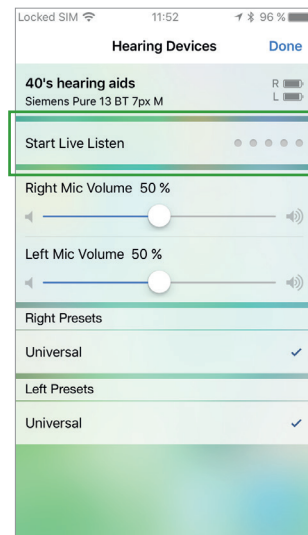 Locked SIM 11:52 96 %
Hearing Devices Done
40's hearing aids R
Siemens Pure 13 BT 7px M L
Start Live Listen
Right Mic Volume 50 %
Left Mic Volume 50 %
Right Presets
Universal
Left Presets
Universal